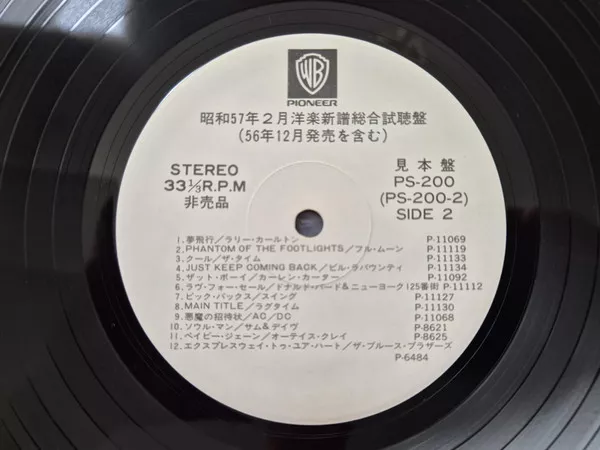 WB
PIONEER
昭和57年2月洋楽新譜総合試聴盤
(56年12月発売を含む)
STEREO
33⅓R.P.M
非売品
見本盤
PS-200
(PS-200-2)
SIDE 2
1.夢飛行/ラリー・カールトン P-11069
2.PHANTOM OF THE FOOTLIGHTS/フル・ムーン P-11119
3.クール/ザ・タイム P-11133
4.JUST KEEP COMING BACK/ビル・ラバウンティ P-11134
5.ザット・ボーイ/カーレン・カーター P-11092
6.ラヴ・フォー・セール/ドナルド・バード&ニューヨーク125番街 P-11112
7.ビック・バックス/スイング P-11127
8.MAIN TITLE/ラグタイム P-11130
9.悪魔の招待状/AC/DC P-11068
10.ソウル・マン/サム&デイヴ P-8621
11.ベイビー・ジェーン/オーテイス・クレイ P-8625
12.エクスプレスウェイ・トゥ・ユア・ハート/ザ・ブルース・ブラザーズ
P-6484